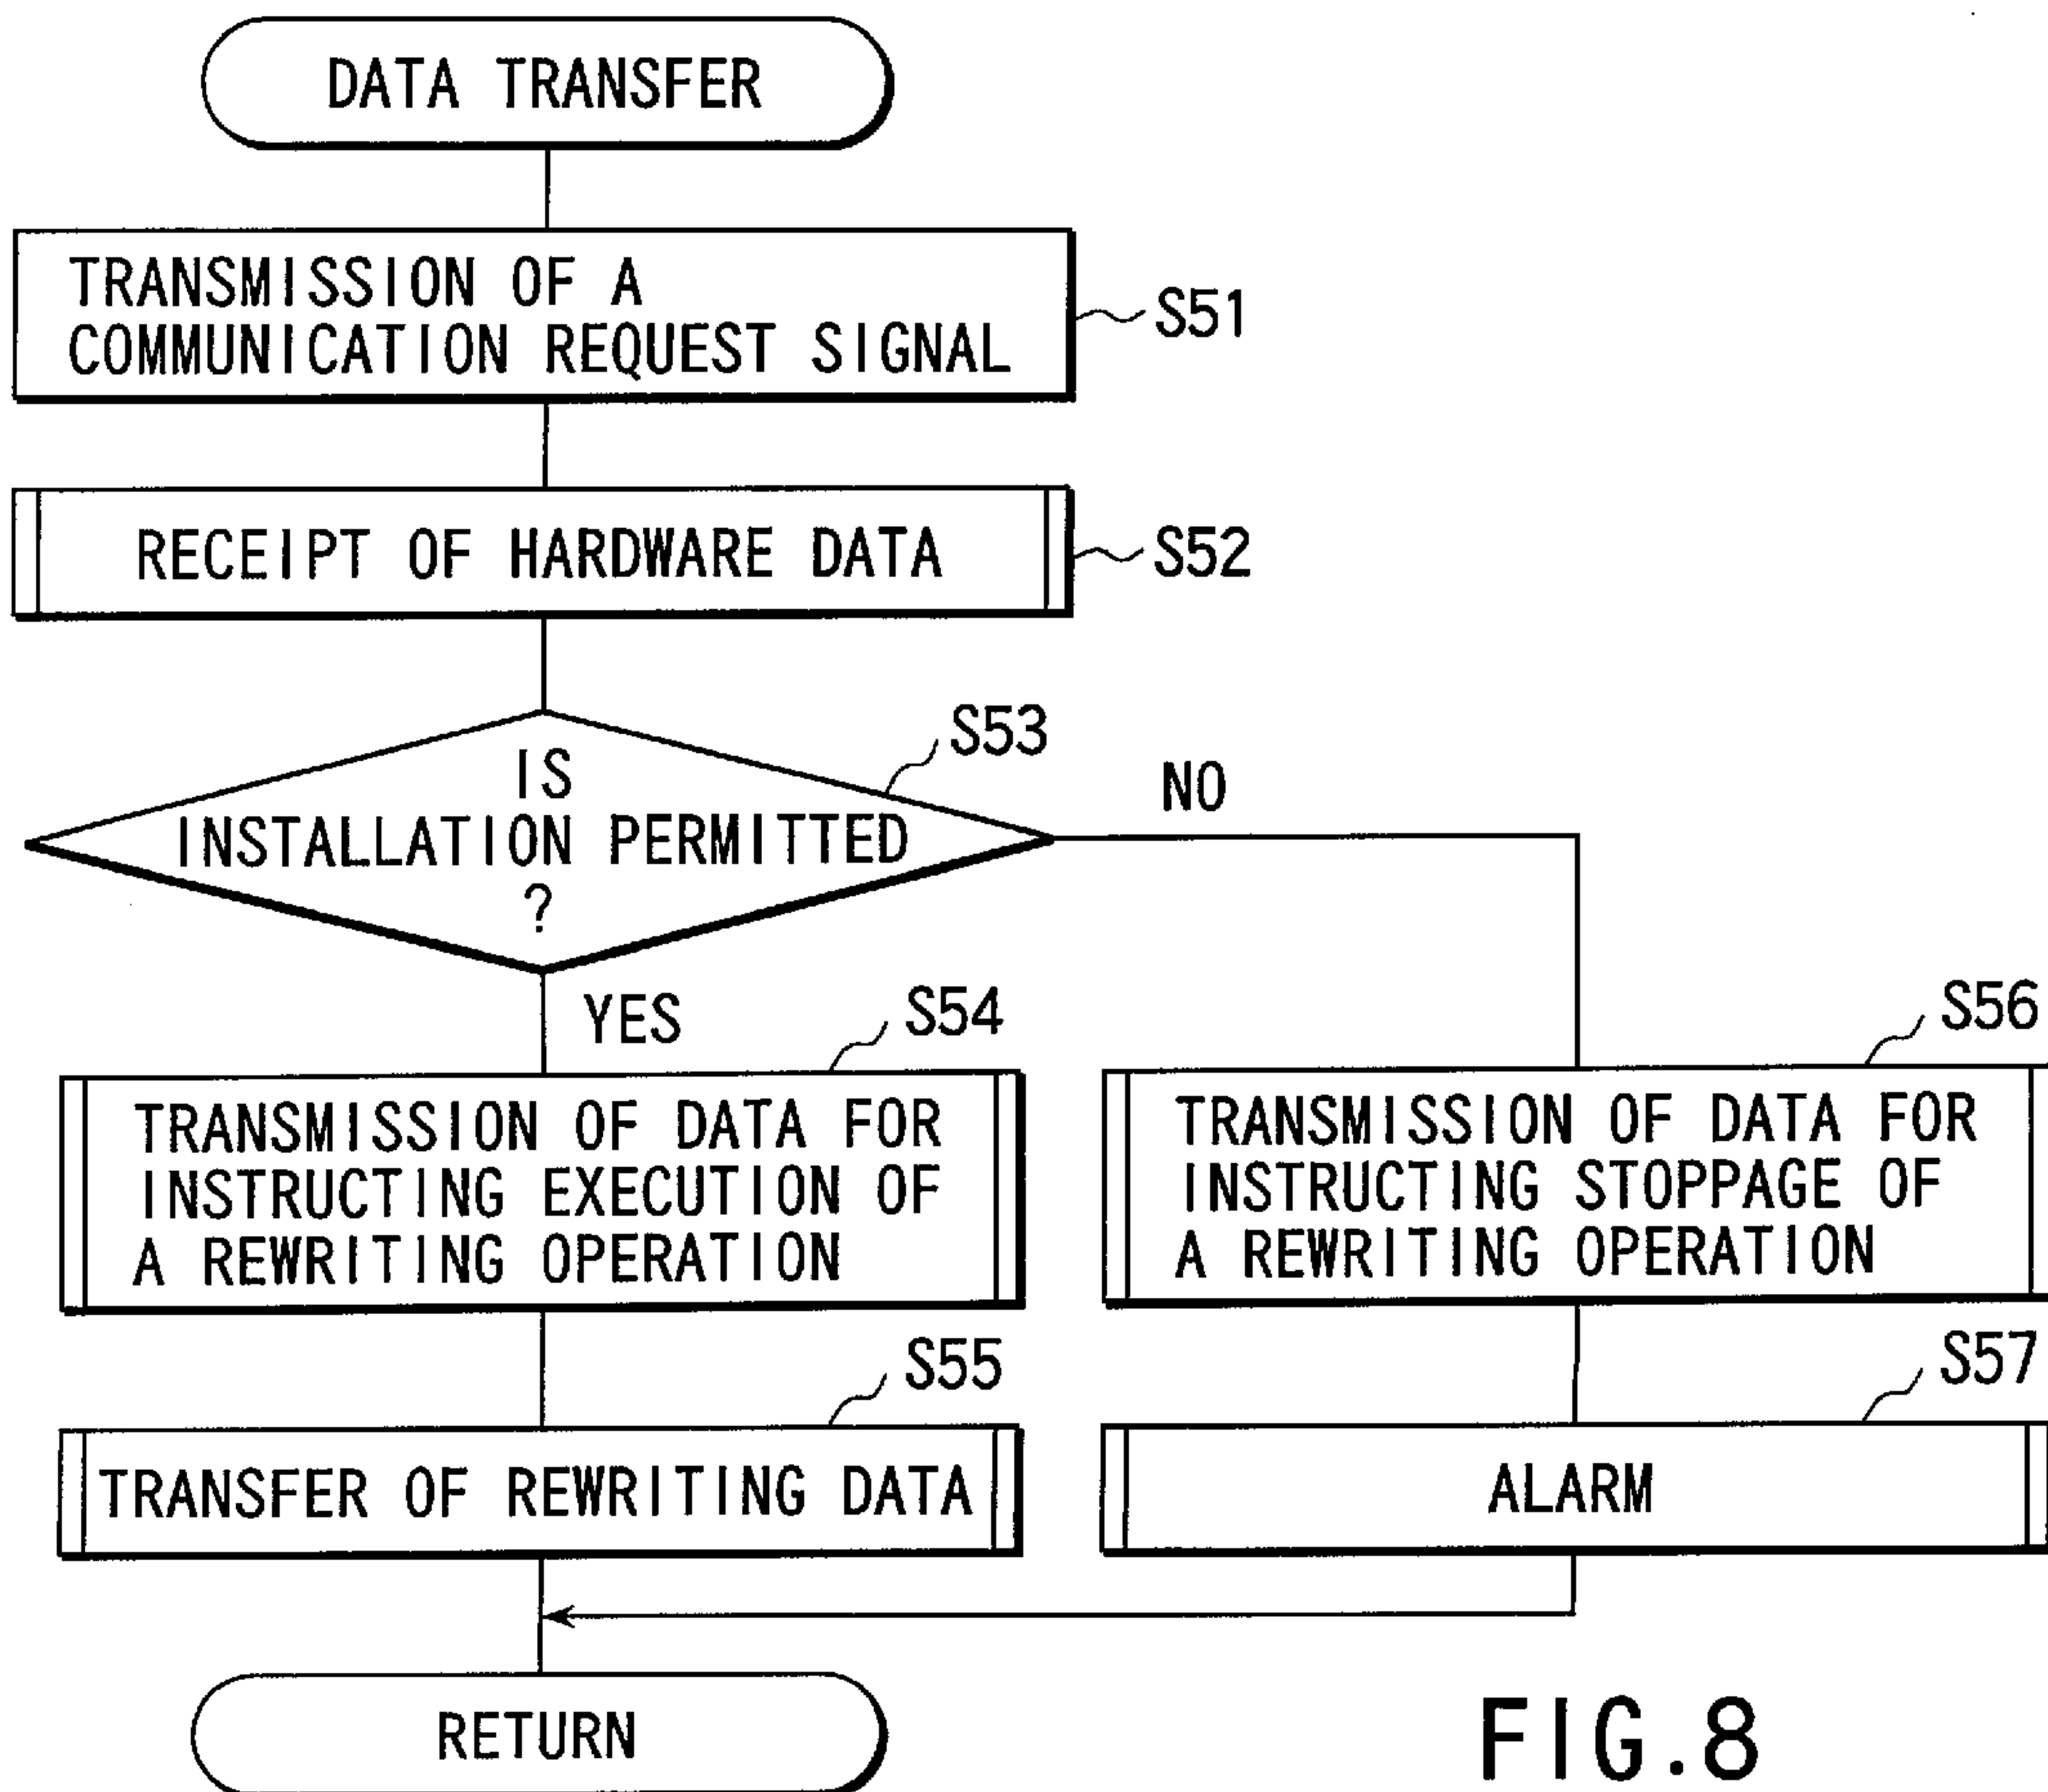 DATA TRANSFER
TRANSMISSION OF A
COMMUNICATION REQUEST SIGNAL
S51
RECEIPT OF HARDWARE DATA
S52
S53
IS
INSTALLATION PERMITTED
?
NO
YES
S54
TRANSMISSION OF DATA FOR
INSTRUCTING EXECUTION OF
A REWRITING OPERATION
S56
TRANSMISSION OF DATA FOR
INSTRUCTING STOPPAGE OF
A REWRITING OPERATION
S55
TRANSFER OF REWRITING DATA
S57
ALARM
RETURN
FIG.8